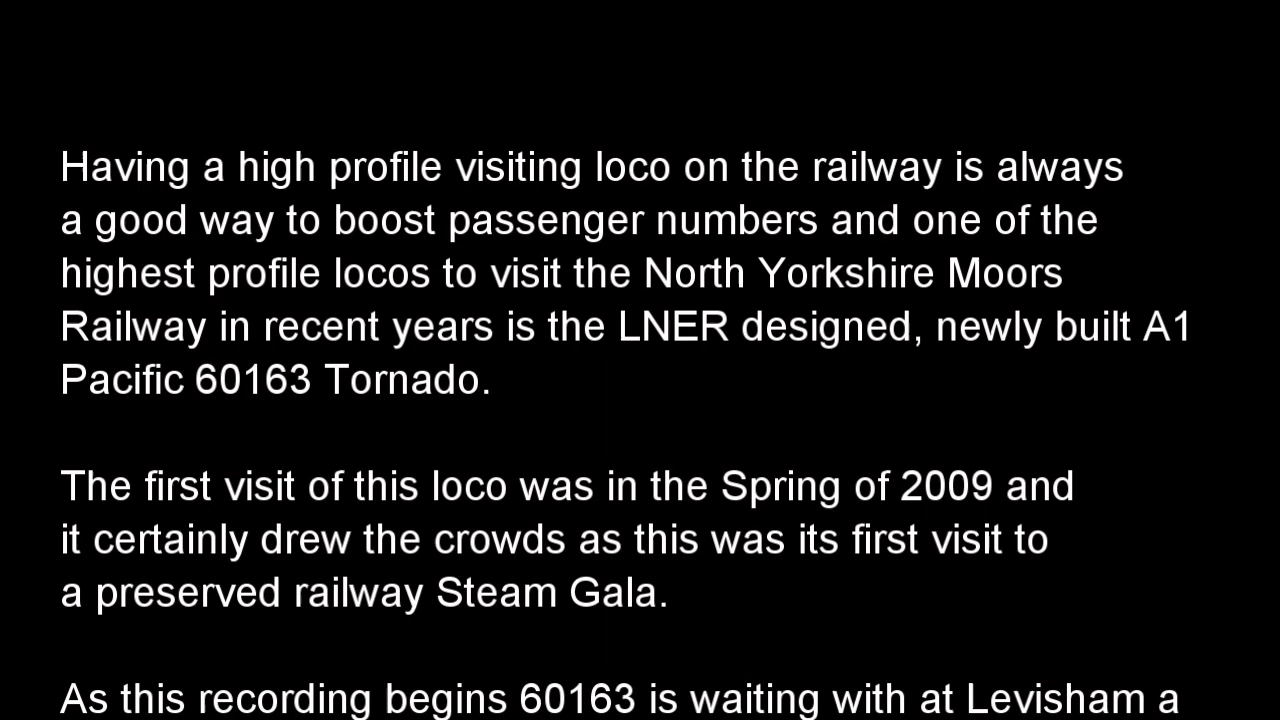 Having a high profile visiting loco on the railway is always
a good way to boost passenger numbers and one of the
highest profile locos to visit the North Yorkshire Moors
Railway in recent years is the LNER designed, newly built A1
Pacific 60163 Tornado.
The first visit of this loco was in the Spring of 2009 and
it certainly drew the crowds as this was its first visit to
a preserved railway Steam Gala.
As this recording begins 60163 is waiting with at Levisham a